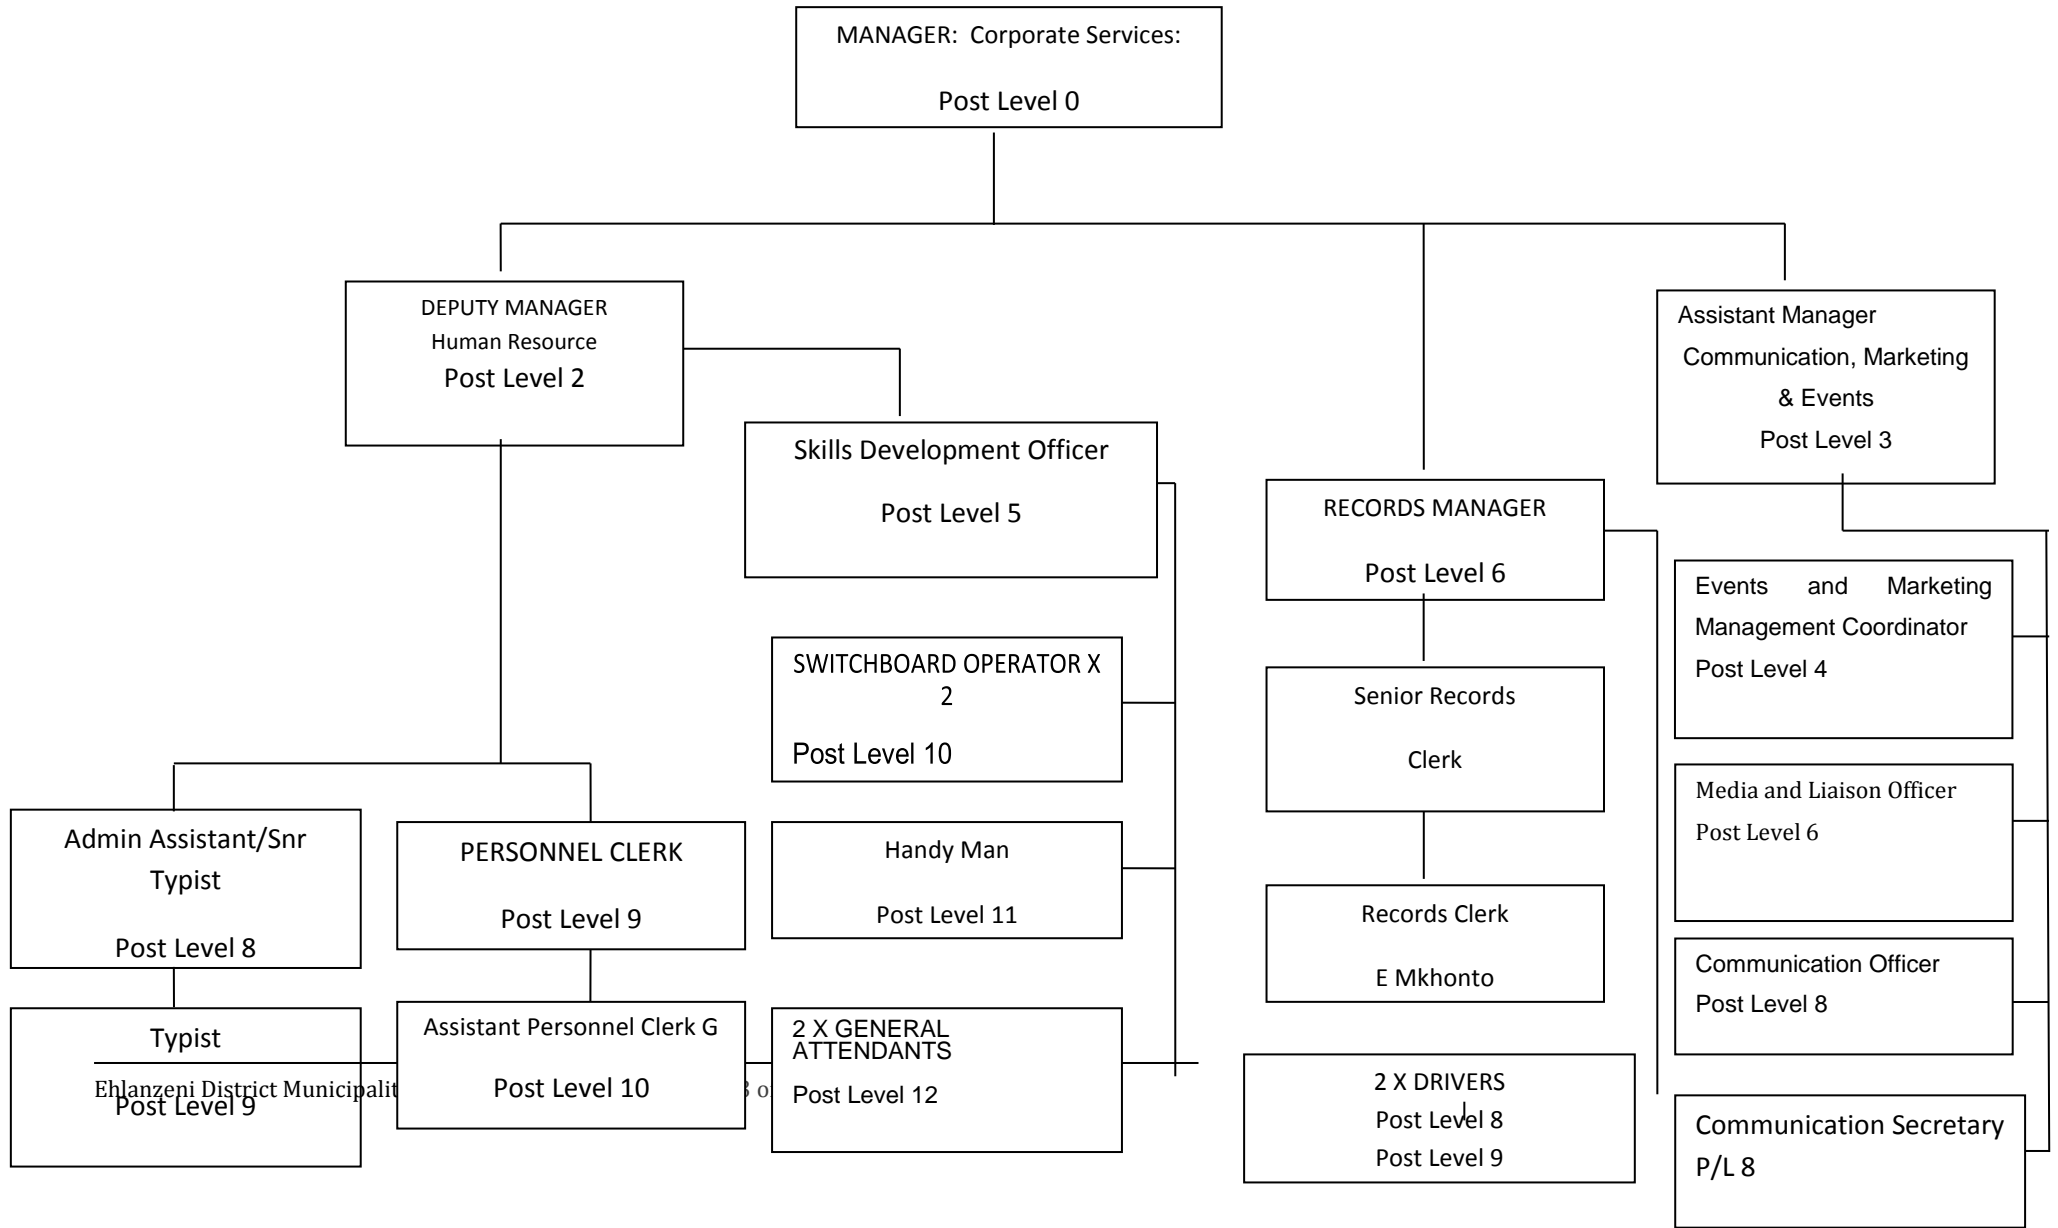 MANAGER: Corporate Services:
Post Level 0
DEPUTY MANAGER
Human Resource
Post Level 2
Skills Development Officer
Post Level 5
SWITCHBOARD OPERATOR X
2
Post Level 10
Handy Man
Post Level 11
2 X GENERAL
ATTENDANTS
Post Level 12
Admin Assistant/Snr
Typist
Post Level 8
Typist
Post Level 9
PERSONNEL CLERK
Post Level 9
Assistant Personnel Clerk G
Post Level 10
RECORDS MANAGER
Post Level 6
Senior Records
Clerk
Records Clerk
E Mkhonto
2 X DRIVERS
Post Level 8
Post Level 9
Assistant Manager
Communication, Marketing
& Events
Post Level 3
Events and Marketing
Management Coordinator
Post Level 4
Media and Liaison Officer
Post Level 6
Communication Officer
Post Level 8
Communication Secretary
P/L 8
Ehlanzeni District Municipalit